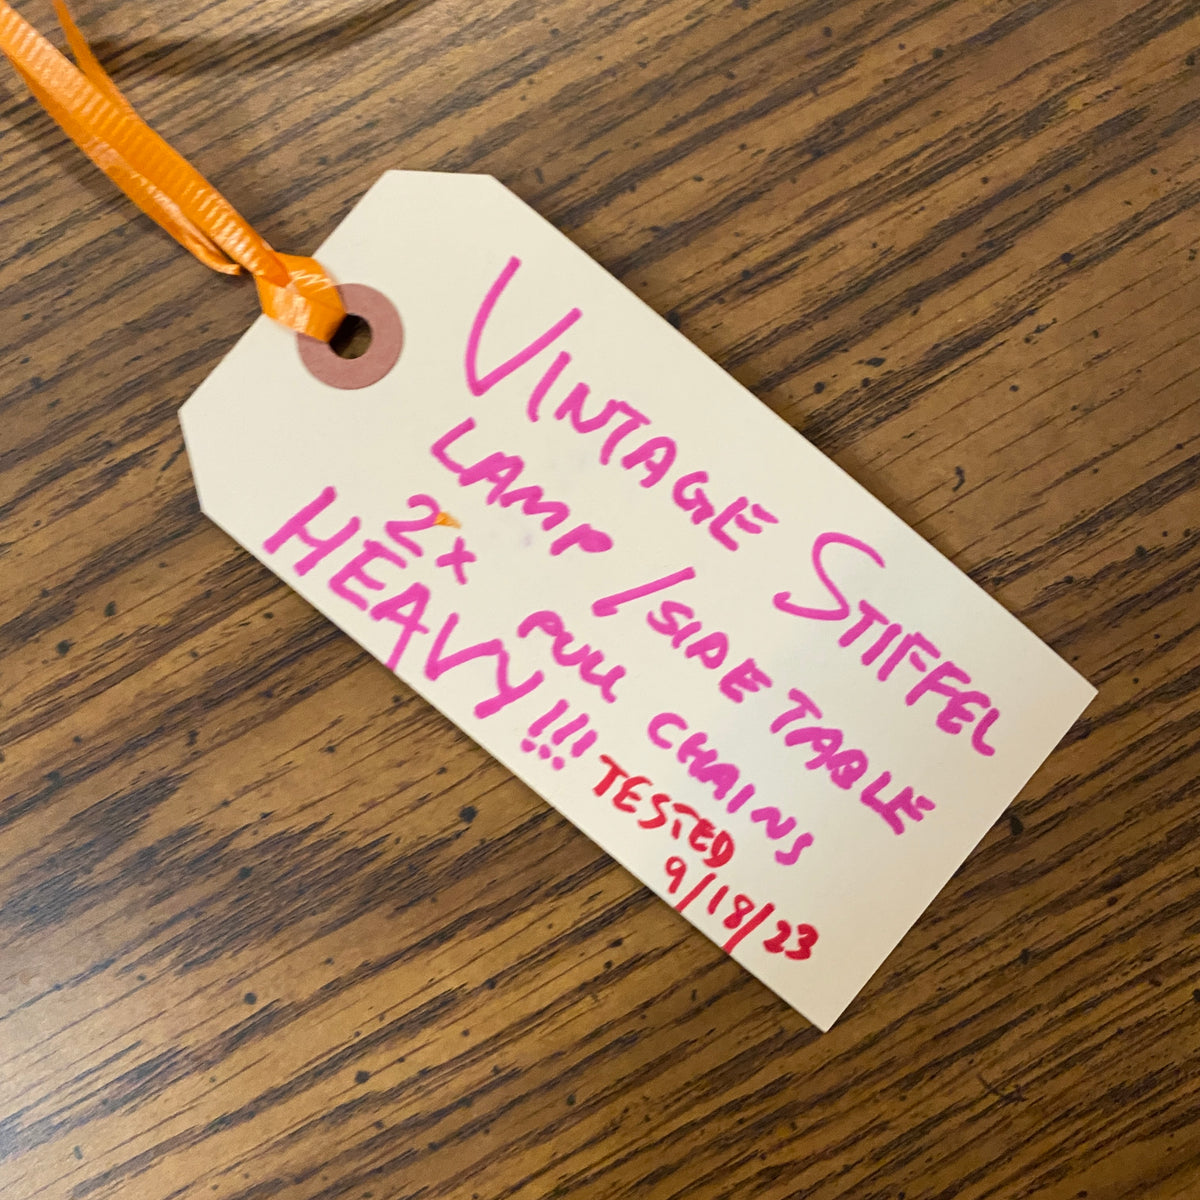 VINTAGE STIFFEL
LAMP / SIDE TABLE
2x PULL CHAINS
HEAVY!!!
TESTED
9/18/23